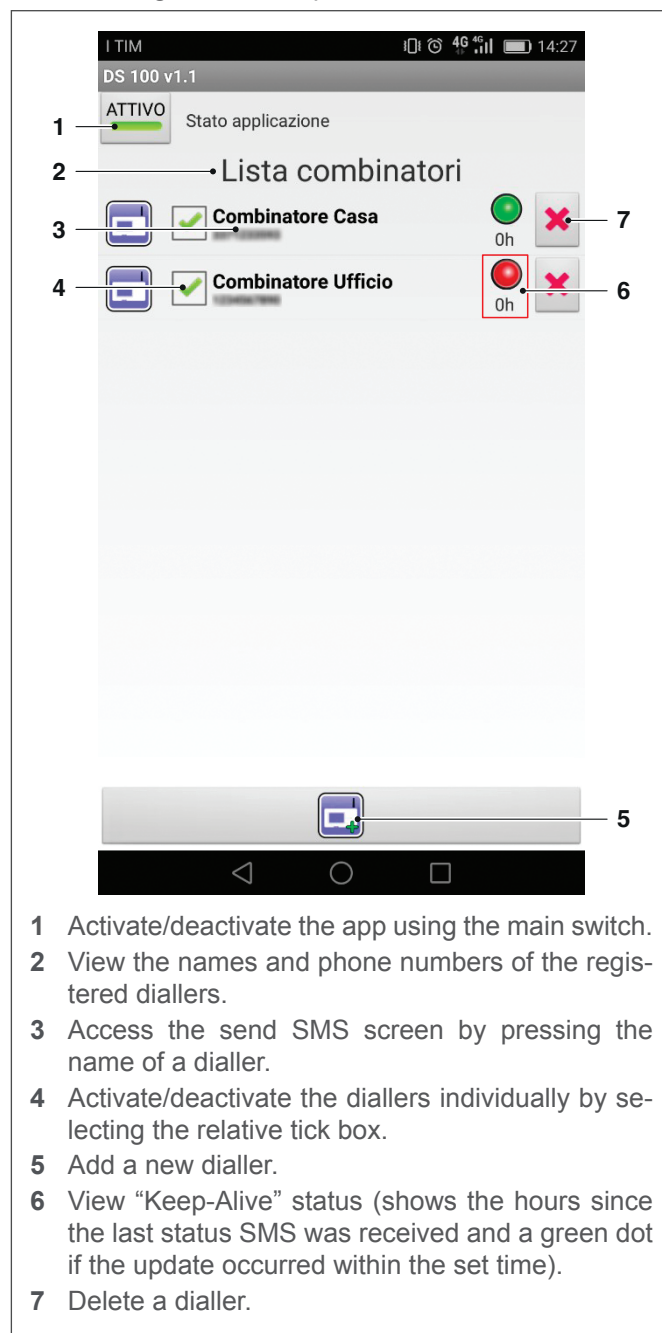 I TIM 4G 4G 14:27
DS 100 v1.1
ATTIVO
Stato applicazione
1
2
Lista combinatori
3
Combinatore Casa
0h
7
4
Combinatore Ufficio
0h
6
5
1 Activate/deactivate the app using the main switch.
2 View the names and phone numbers of the regis-
tered diallers.
3 Access the send SMS screen by pressing the
name of a dialler.
4 Activate/deactivate the diallers individually by se-
lecting the relative tick box.
5 Add a new dialler.
6 View “Keep-Alive” status (shows the hours since
the last status SMS was received and a green dot
if the update occurred within the set time).
7 Delete a dialler.